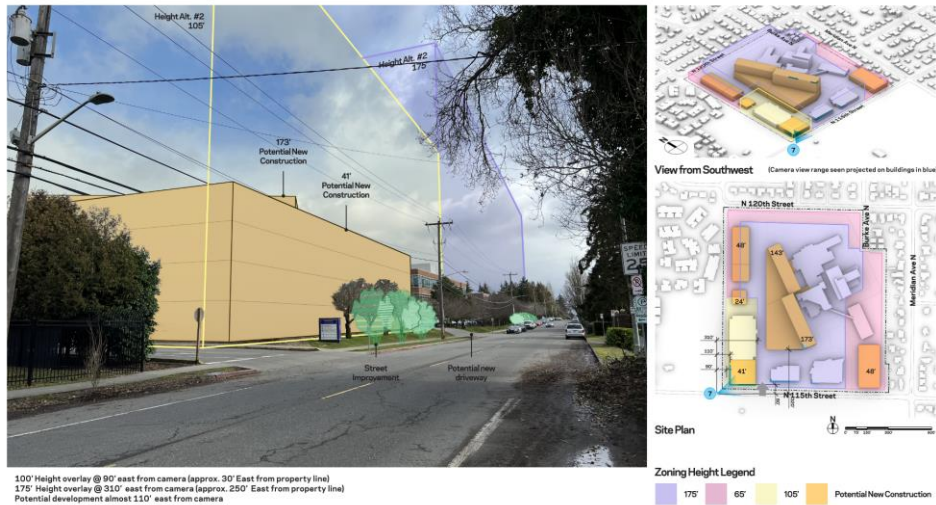 Height Alt. #2
105'
Height Alt. #2
175'
173'
Potential New
Construction
41'
Potential New
Construction
SPEED
LIMIT
25
Street
Improvement
Potential new
driveway
100' Height overlay @ 90' east from camera (approx. 30' East from property line)
175' Height overlay @ 310' east from camera (approx. 250' East from property line)
Potential development almost 110' east from camera
N 115th Street
N
7
View from Southwest
(Camera view range seen projected on buildings in blue)
N 120th Street
Burke Ave N
Meridian Ave N
48'
143'
24'
173'
41'
48'
7
N 115th Street
Site Plan
N
Zoning Height Legend
175'
65'
105'
Potential New Construction